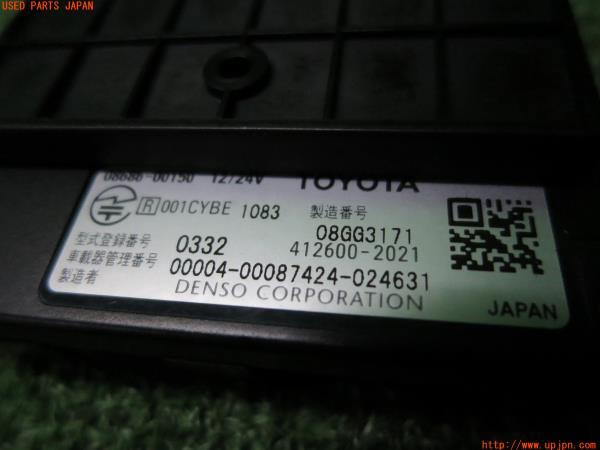 USED PARTS JAPAN
08686-00150 12/24V TOYOTA
R 001CYBE 1083 製造番号 08GG3171
型式登録番号 0332 412600-2021
車載器管理番号 00004-00087424-024631
製造者 DENSO CORPORATION
JAPAN
UsedPartsJapan
http://www.upjpn.com